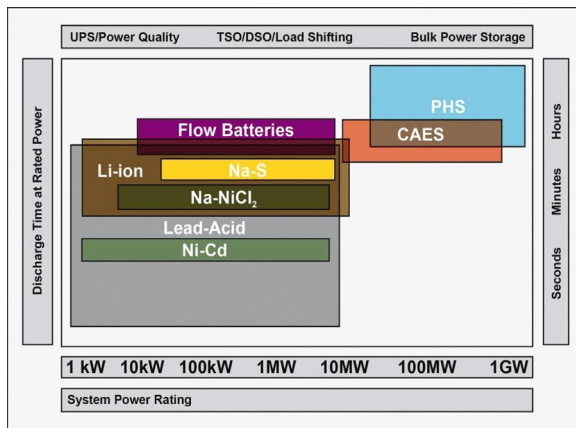 UPS/Power Quality TSO/DSO/Load Shifting Bulk Power Storage
Discharge Time at Rated Power
PHS
Flow Batteries
CAES
Li-ion
Na-S
Na-NiCl₂
Lead-Acid
Ni-Cd
Hours
Minutes
Seconds
1 kW 10kW 100kW 1MW 10MW 100MW 1GW
System Power Rating